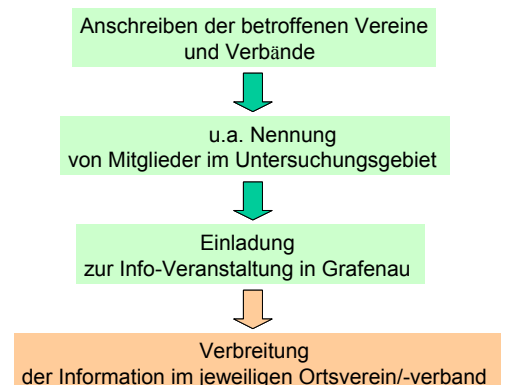 Anschreiben der betroffenen Vereine
und Verbände
u.a. Nennung
von Mitglieder im Untersuchungsgebiet
Einladung
zur Info-Veranstaltung in Grafenau
Verbreitung
der Information im jeweiligen Ortsverein/-verband